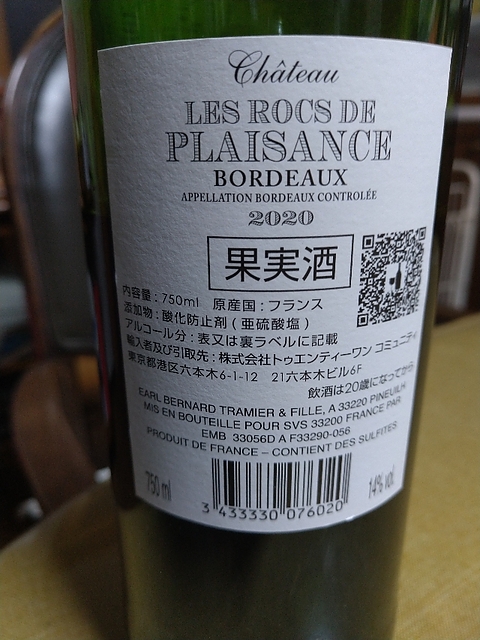 Château
LES ROCS DE
PLAISANCE
BORDEAUX
APPELLATION BORDEAUX CONTROLÉE
2020
果実酒
内容量：750ml 原産国：フランス
添加物：酸化防止剤（亜硫酸塩）
アルコール分：表又は裏ラベルに記載
輸入者及び引取先：株式会社トゥエンティーワン コミュニティ
東京都港区六本木6-1-12 21六本木ビル6F
飲酒は20歳になってから
EARL BERNARD TRAMIER & FILLE, A 33220 PINEUILH
MIS EN BOUTEILLE POUR SVS 33200 FRANCE PAR
EMB 33056D A F33290-056
PRODUIT DE FRANCE – CONTIENT DES SULFITES
750 ml
14% vol.
3 433330 076020